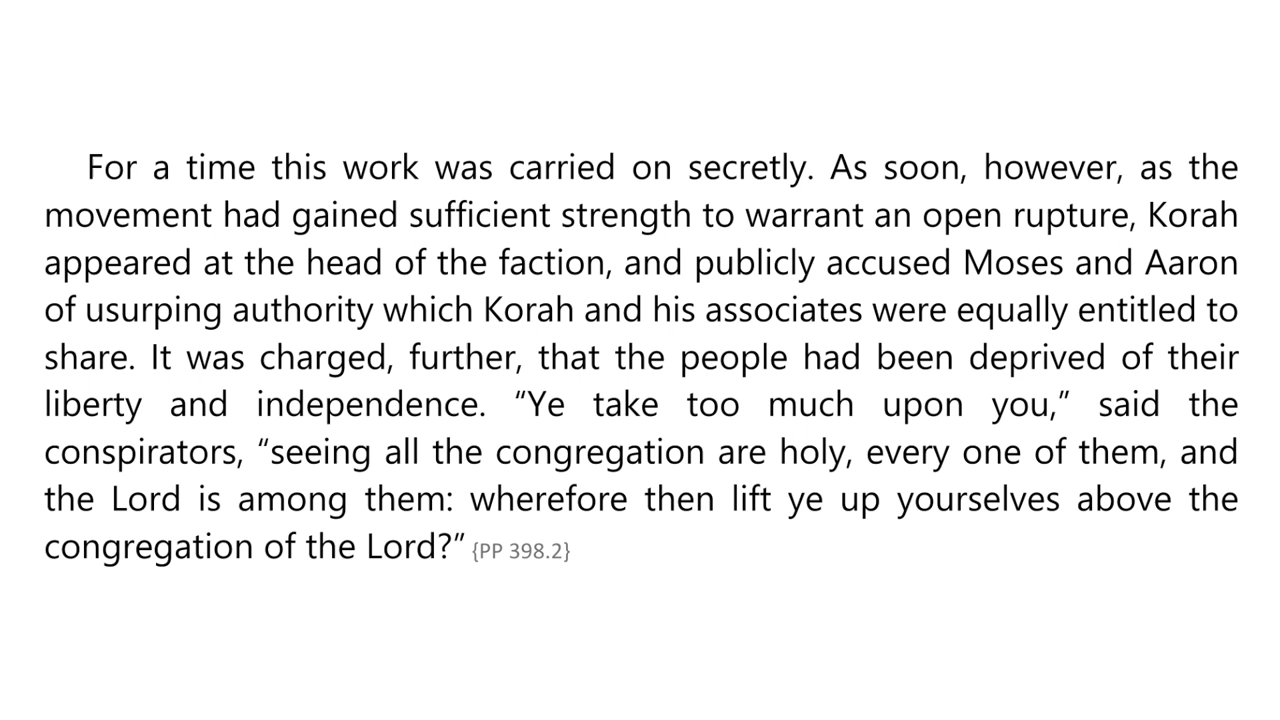 For a time this work was carried on secretly. As soon, however, as the
movement had gained sufficient strength to warrant an open rupture, Korah
appeared at the head of the faction, and publicly accused Moses and Aaron
of usurping authority which Korah and his associates were equally entitled to
share. It was charged, further, that the people had been deprived of their
liberty and independence. “Ye take too much upon you,” said the
conspirators, “seeing all the congregation are holy, every one of them, and
the Lord is among them: wherefore then lift ye up yourselves above the
congregation of the Lord?” {PP 398.2}